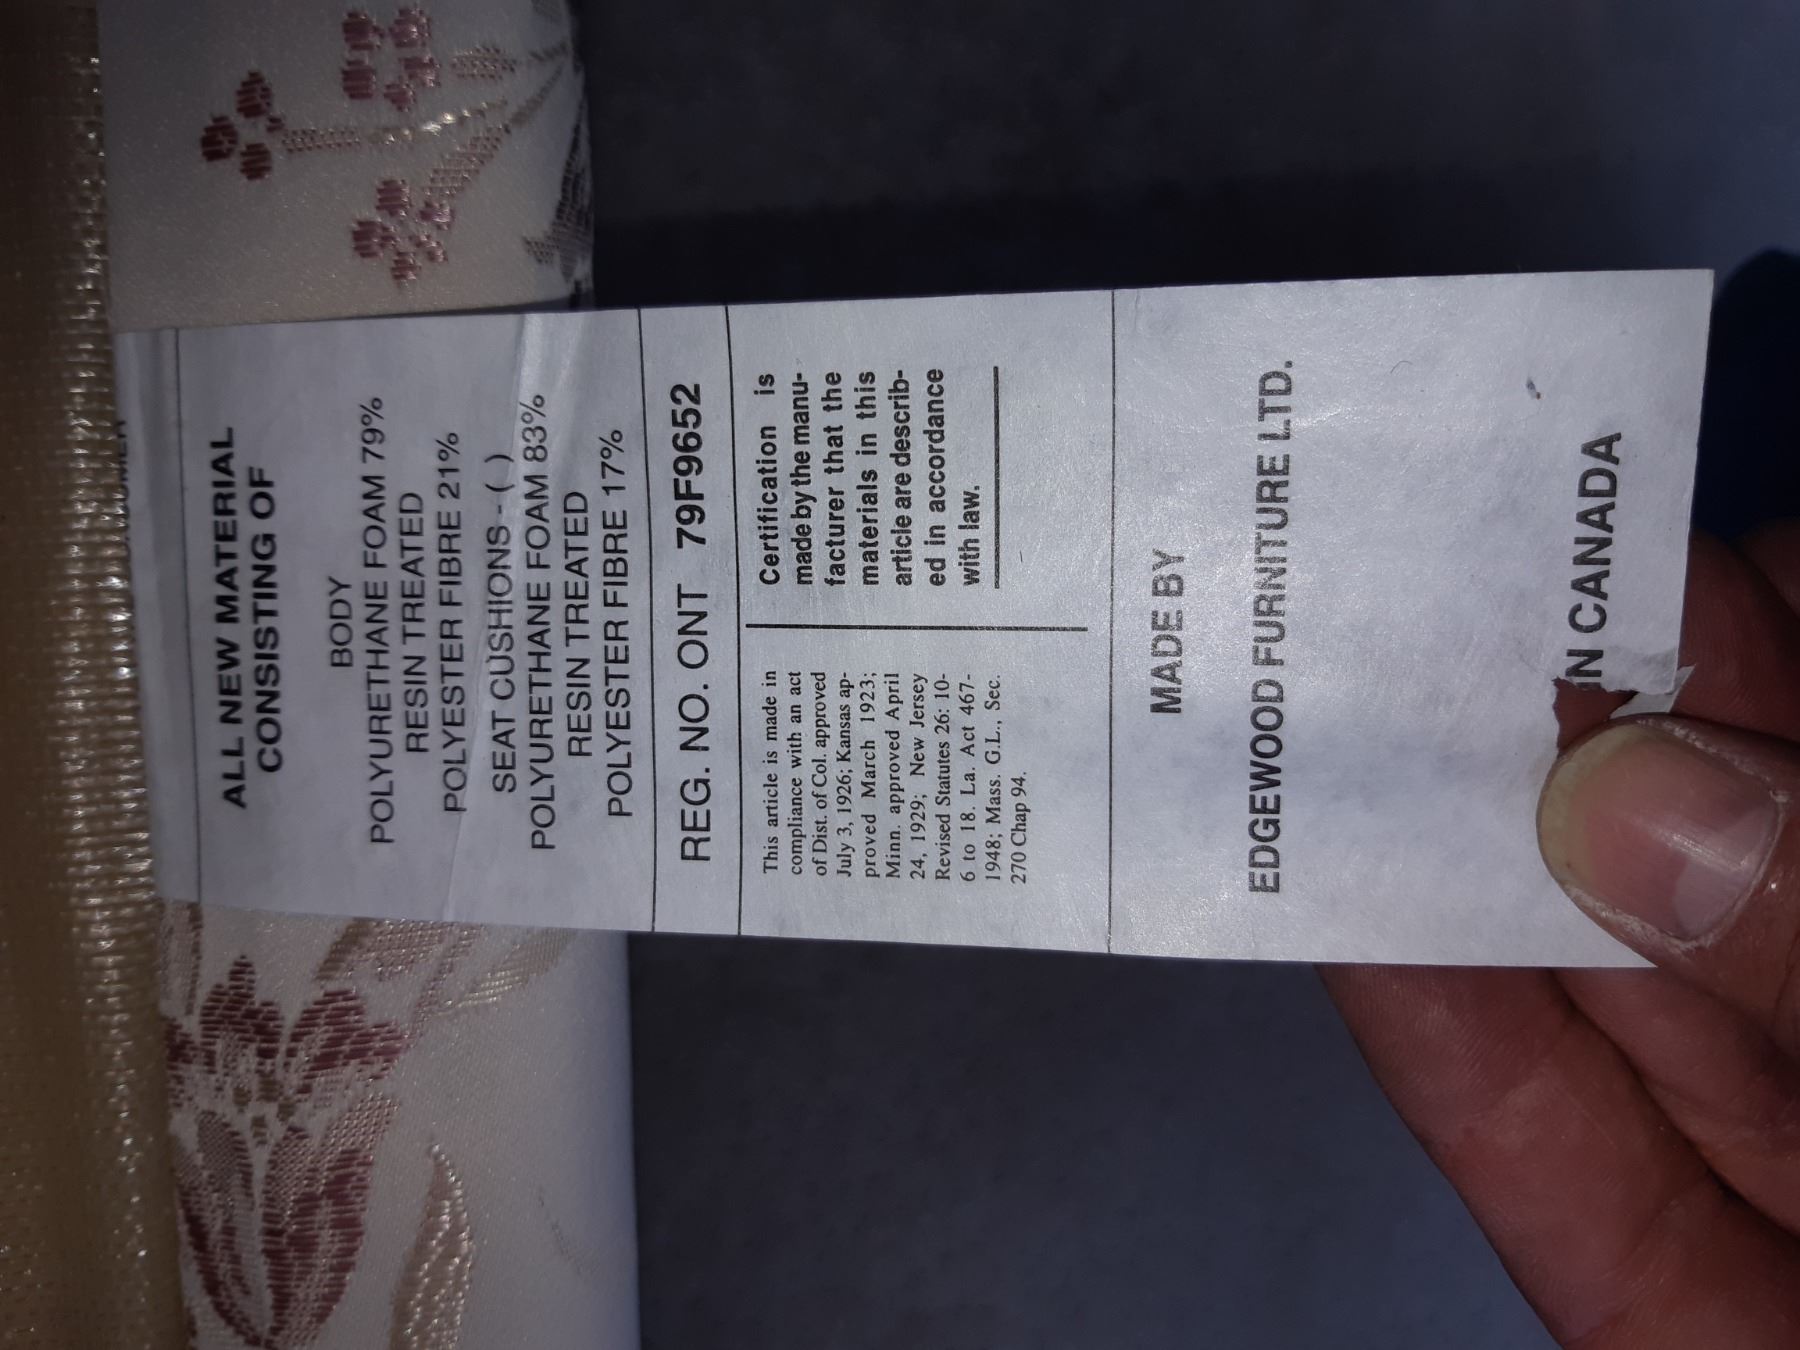 ALL NEW MATERIAL
CONSISTING OF
BODY
POLYURETHANE FOAM 79%
RESIN TREATED
POLYESTER FIBRE 21%
SEAT CUSHIONS - ( )
POLYURETHANE FOAM 83%
RESIN TREATED
POLYESTER FIBRE 17%
REG. NO. ONT 79F9652
This article is made in
compliance with an act
of Dist. of Col. approved
July 3, 1926; Kansas ap-
proved March 1923;
Minn. approved April
24, 1929; New Jersey
Revised Statutes 26: 10-
6 to 18. La. Act 467-
1948; Mass. G.L., Sec.
270 Chap 94.
Certification is
made by the manu-
facturer that the
materials in this
article are describ-
ed in accordance
with law.
MADE BY
EDGEWOOD FURNITURE LTD.
IN CANADA